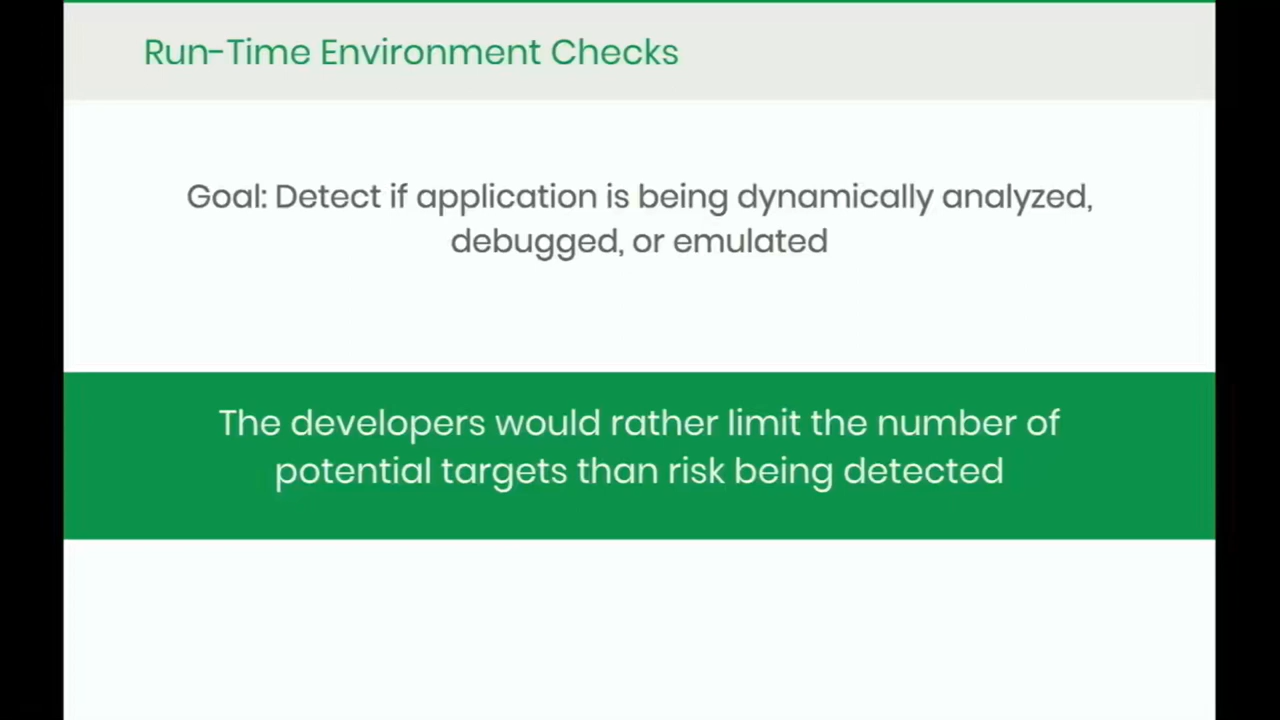 Run-Time Environment Checks
Goal: Detect if application is being dynamically analyzed,
debugged, or emulated
The developers would rather limit the number of
potential targets than risk being detected